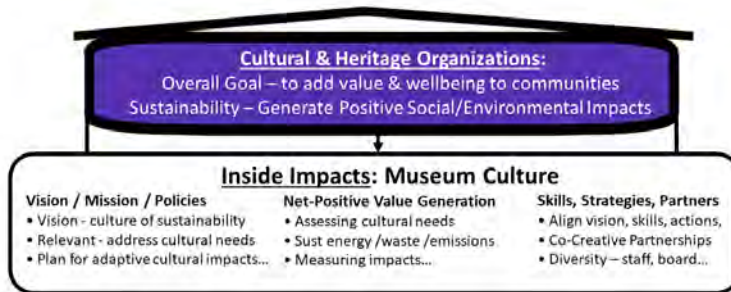 Cultural & Heritage Organizations:
Overall Goal – to add value & wellbeing to communities
Sustainability – Generate Positive Social/Environmental Impacts
Inside Impacts: Museum Culture
Vision / Mission / Policies
• Vision - culture of sustainability
• Relevant - address cultural needs
• Plan for adaptive cultural impacts...
Net-Positive Value Generation
• Assessing cultural needs
• Sust energy /waste /emissions
• Measuring impacts...
Skills, Strategies, Partners
• Align vision, skills, actions,
• Co-Creative Partnerships
• Diversity – staff, board...